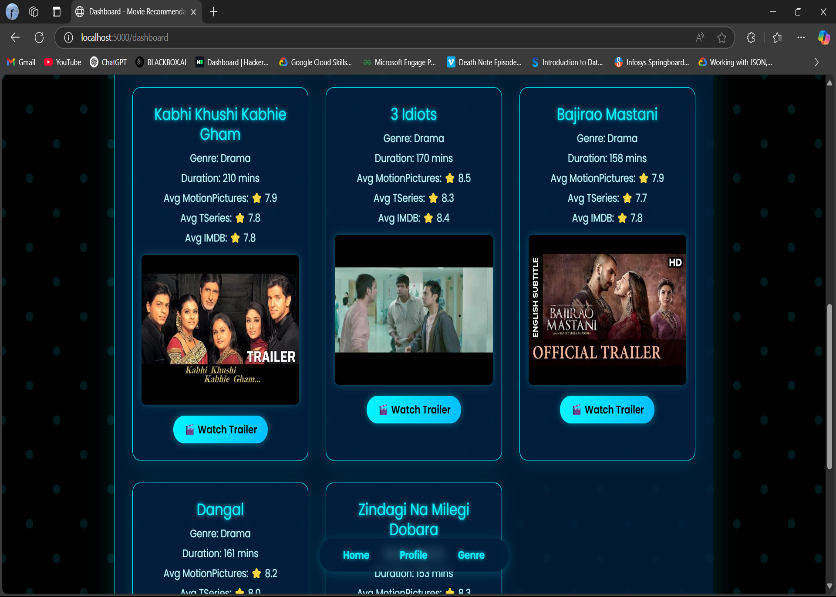 Dashboard - Movie Recommenda
localhost:5000/dashboard
Gmail
YouTube
ChatGPT
BLACKBOX.AI
Dashboard | Hacker...
Google Cloud Skills...
Microsoft Engage P...
Death Note Episode...
Introduction to Dat...
Infosys Springboard...
Working with JSON,...
Kabhi Khushi Kabhie
Gham
Genre: Drama
Duration: 210 mins
Avg MotionPictures: ⭐ 7.9
Avg TSeries: ⭐ 7.8
Avg IMDB: ⭐ 7.8
TRAILER
Kabhi Khushi
Kabhie Gham...
🎬 Watch Trailer
3 Idiots
Genre: Drama
Duration: 170 mins
Avg MotionPictures: ⭐ 8.5
Avg TSeries: ⭐ 8.3
Avg IMDB: ⭐ 8.4
🎬 Watch Trailer
Bajirao Mastani
Genre: Drama
Duration: 158 mins
Avg MotionPictures: ⭐ 7.9
Avg TSeries: ⭐ 7.7
Avg IMDB: ⭐ 7.8
HD
ENGLISH SUBTITLE
BAJIRAO
MASTANI
OFFICIAL TRAILER
🎬 Watch Trailer
Dangal
Genre: Drama
Duration: 161 mins
Avg MotionPictures: ⭐ 8.2
Avg TSeries: ⭐ 8.0
Zindagi Na Milegi
Dobara
Home
Profile
Genre
Duration: 153 mins
Avg MotionPictures: ⭐ 8.3